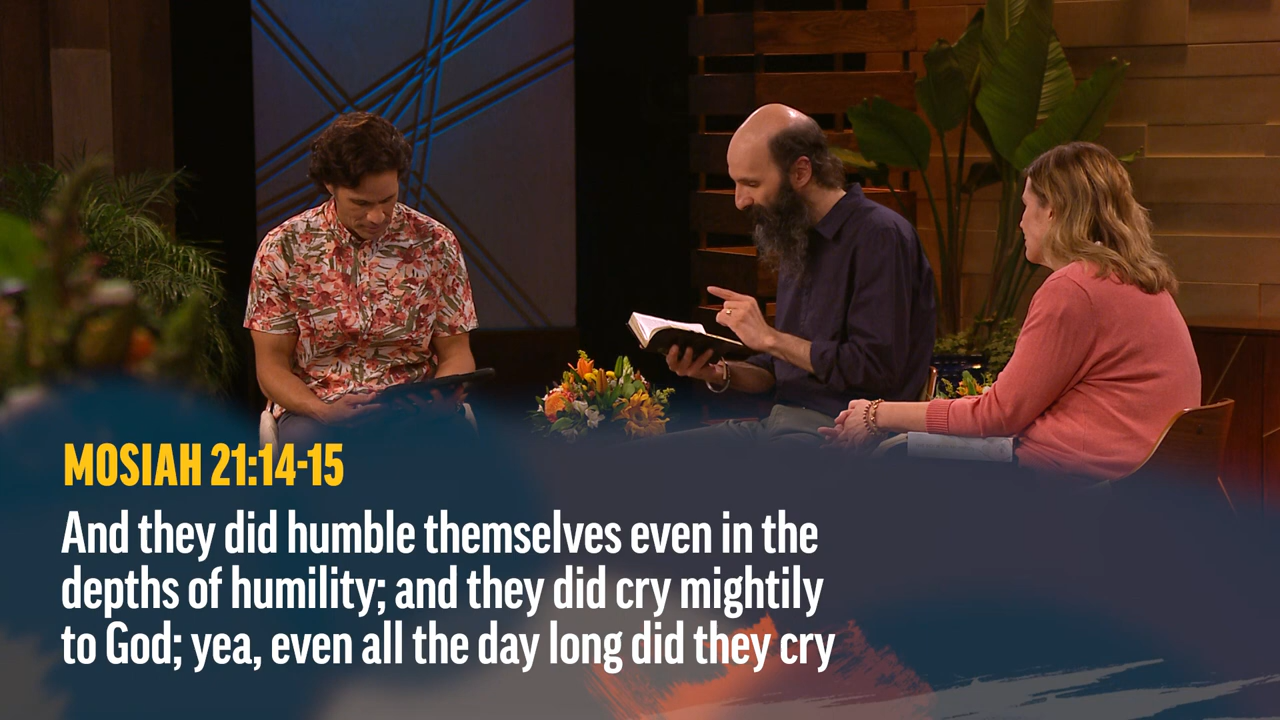 MOSIAH 21:14-15
And they did humble themselves even in the
depths of humility; and they did cry mightily
to God; yea, even all the day long did they cry